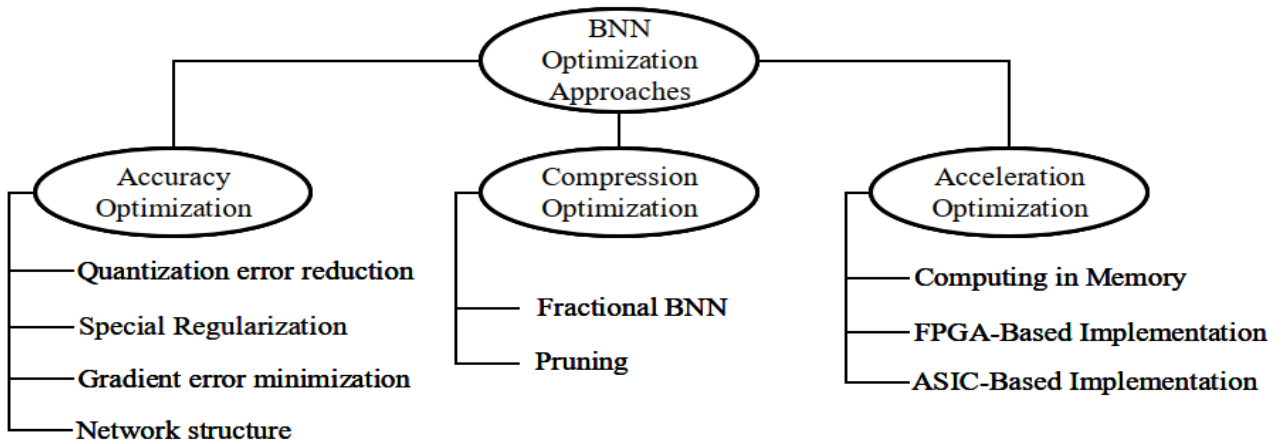 BNN
Optimization
Approaches
Accuracy
Optimization
Quantization error reduction
Special Regularization
Gradient error minimization
Network structure
Compression
Optimization
Fractional BNN
Pruning
Acceleration
Optimization
Computing in Memory
FPGA-Based Implementation
ASIC-Based Implementation